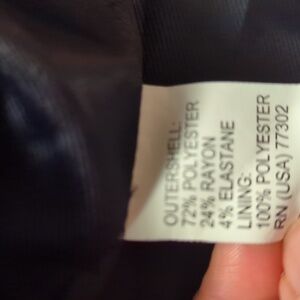 OUTERSHELL:
72% POLYESTER
24% RAYON
4% ELASTANE
LINING:
100% POLYESTER
RN (USA) 77302